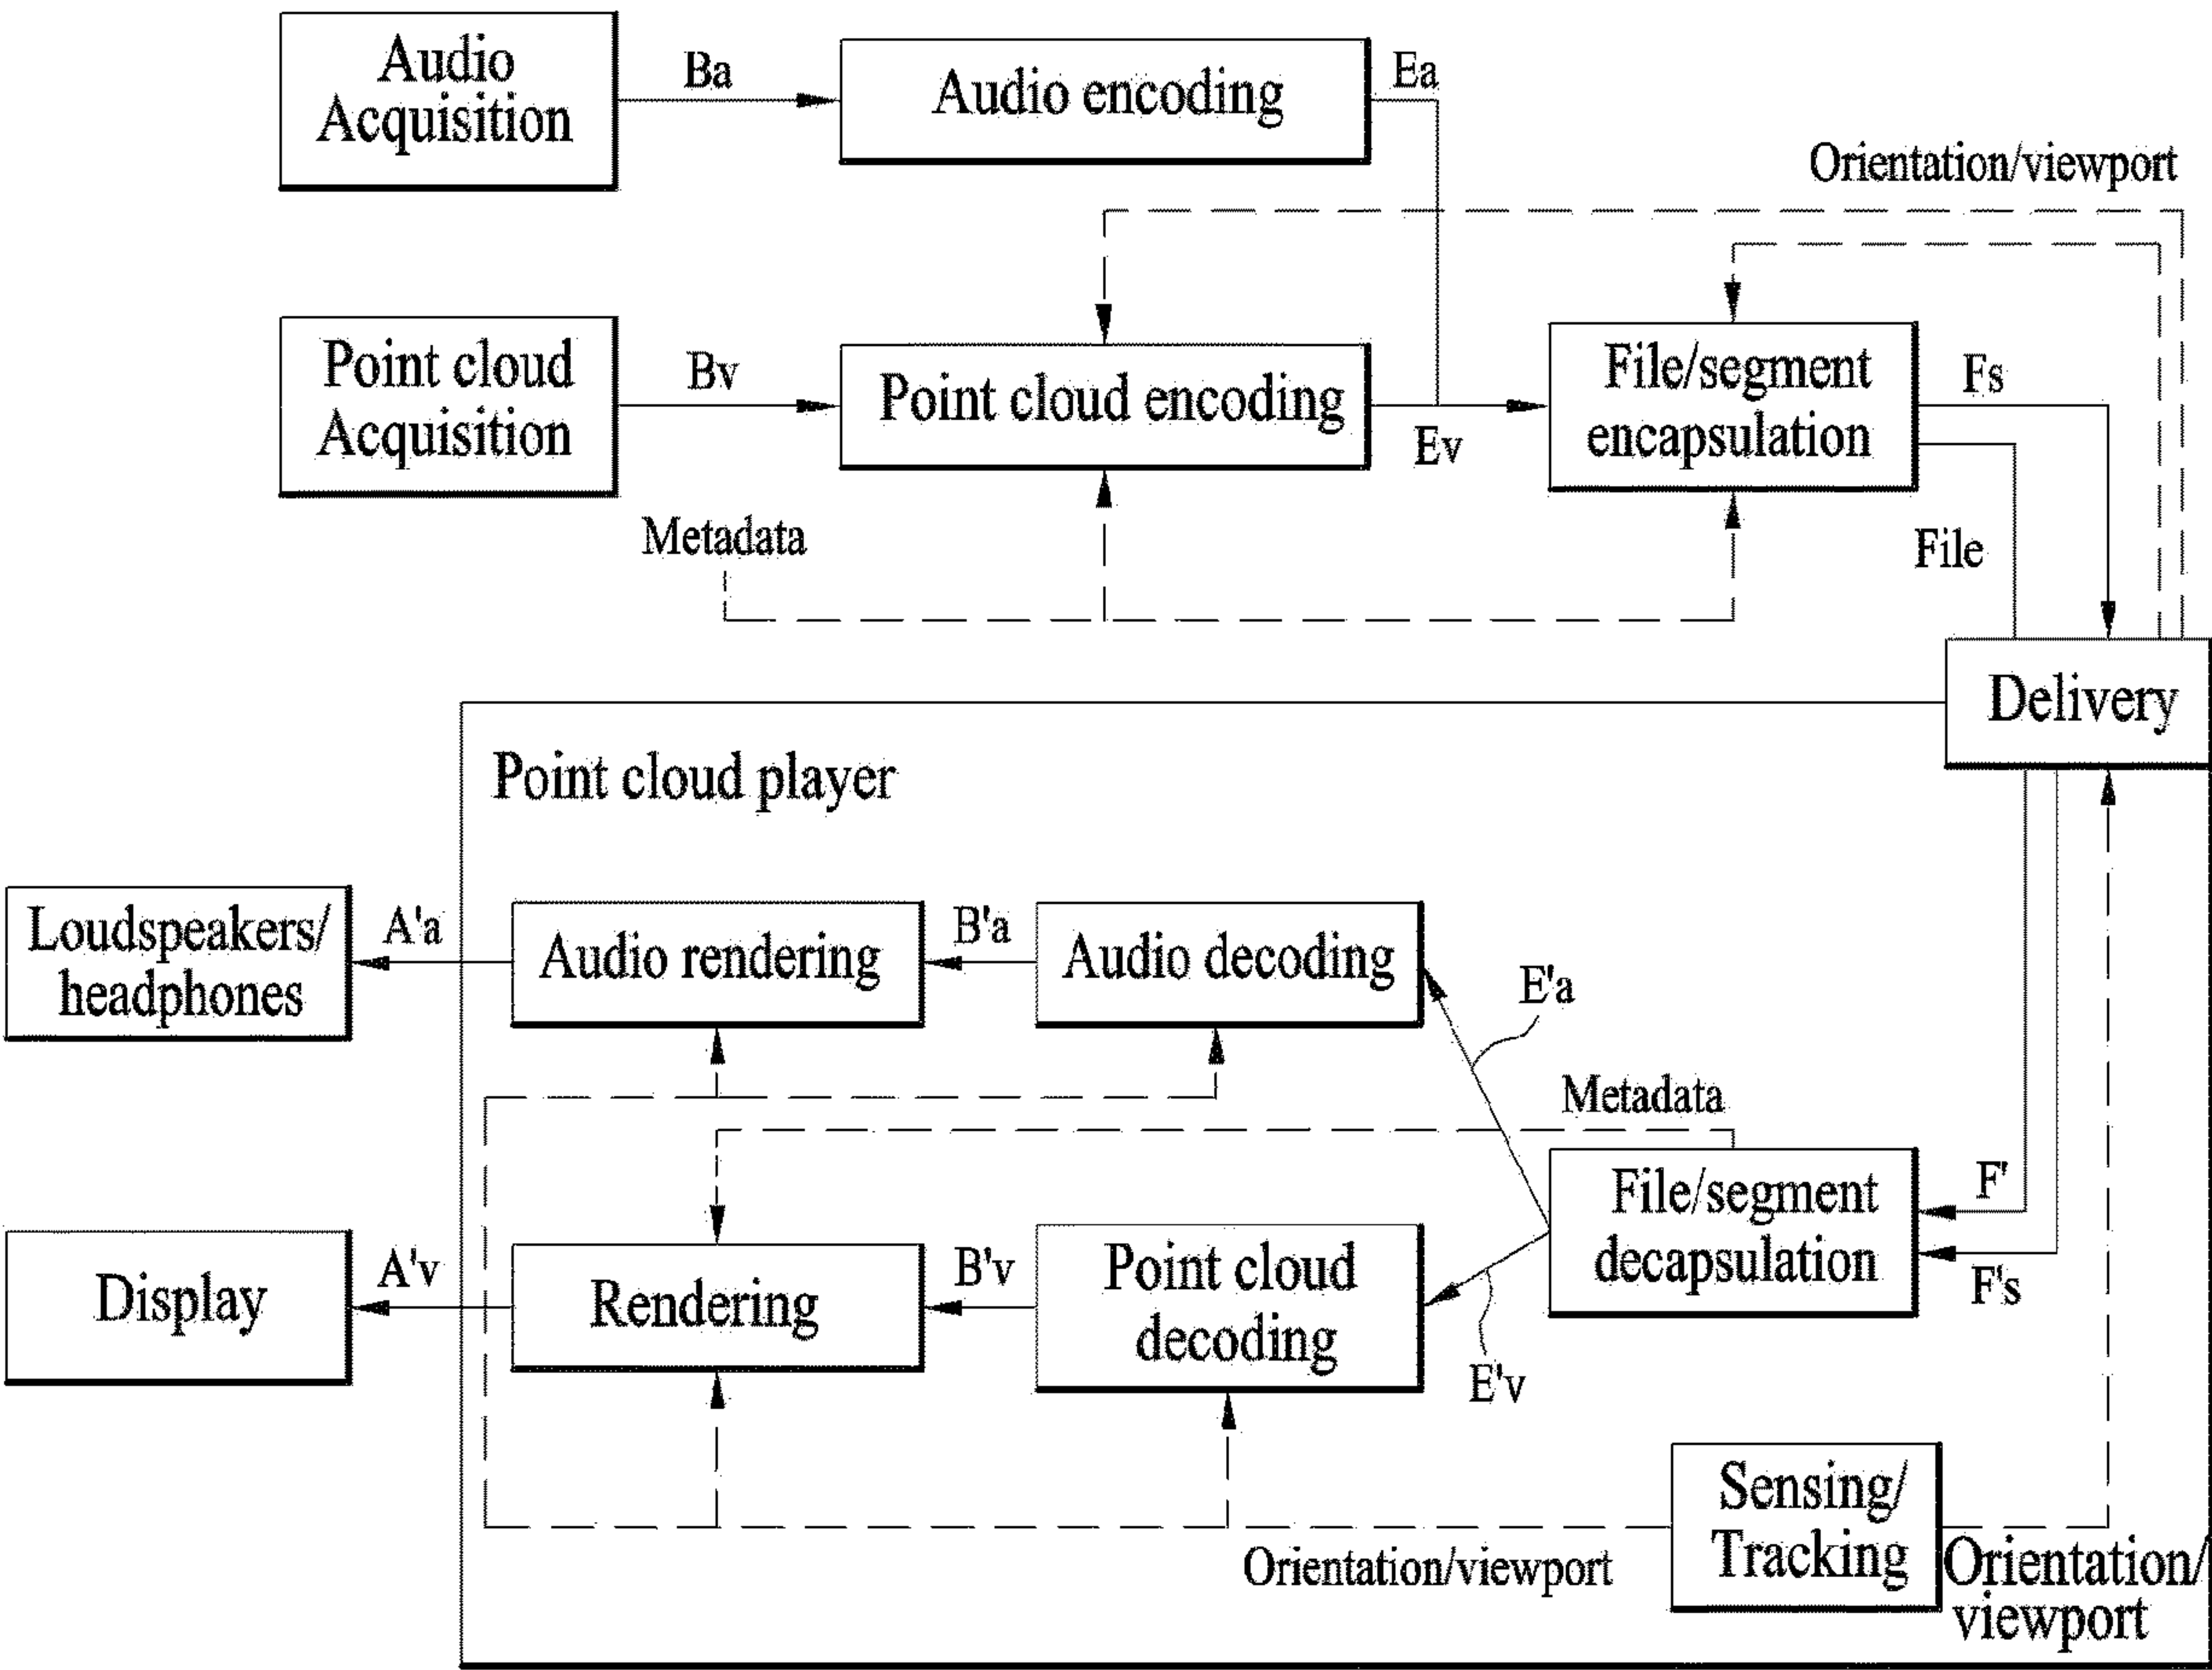 Audio
Acquisition
Ba
Audio encoding
Ea
Orientation/viewport
Point cloud
Acquisition
Bv
Point cloud encoding
Ev
File/segment
encapsulation
Fs
Metadata
File
Delivery
Point cloud player
Loudspeakers/
headphones
A'a
Audio rendering
B'a
Audio decoding
E'a
Metadata
File/segment
decapsulation
F'
F's
Display
A'v
Rendering
B'v
Point cloud
decoding
E'v
Sensing/
Tracking
Orientation/viewport
Orientation/
viewport